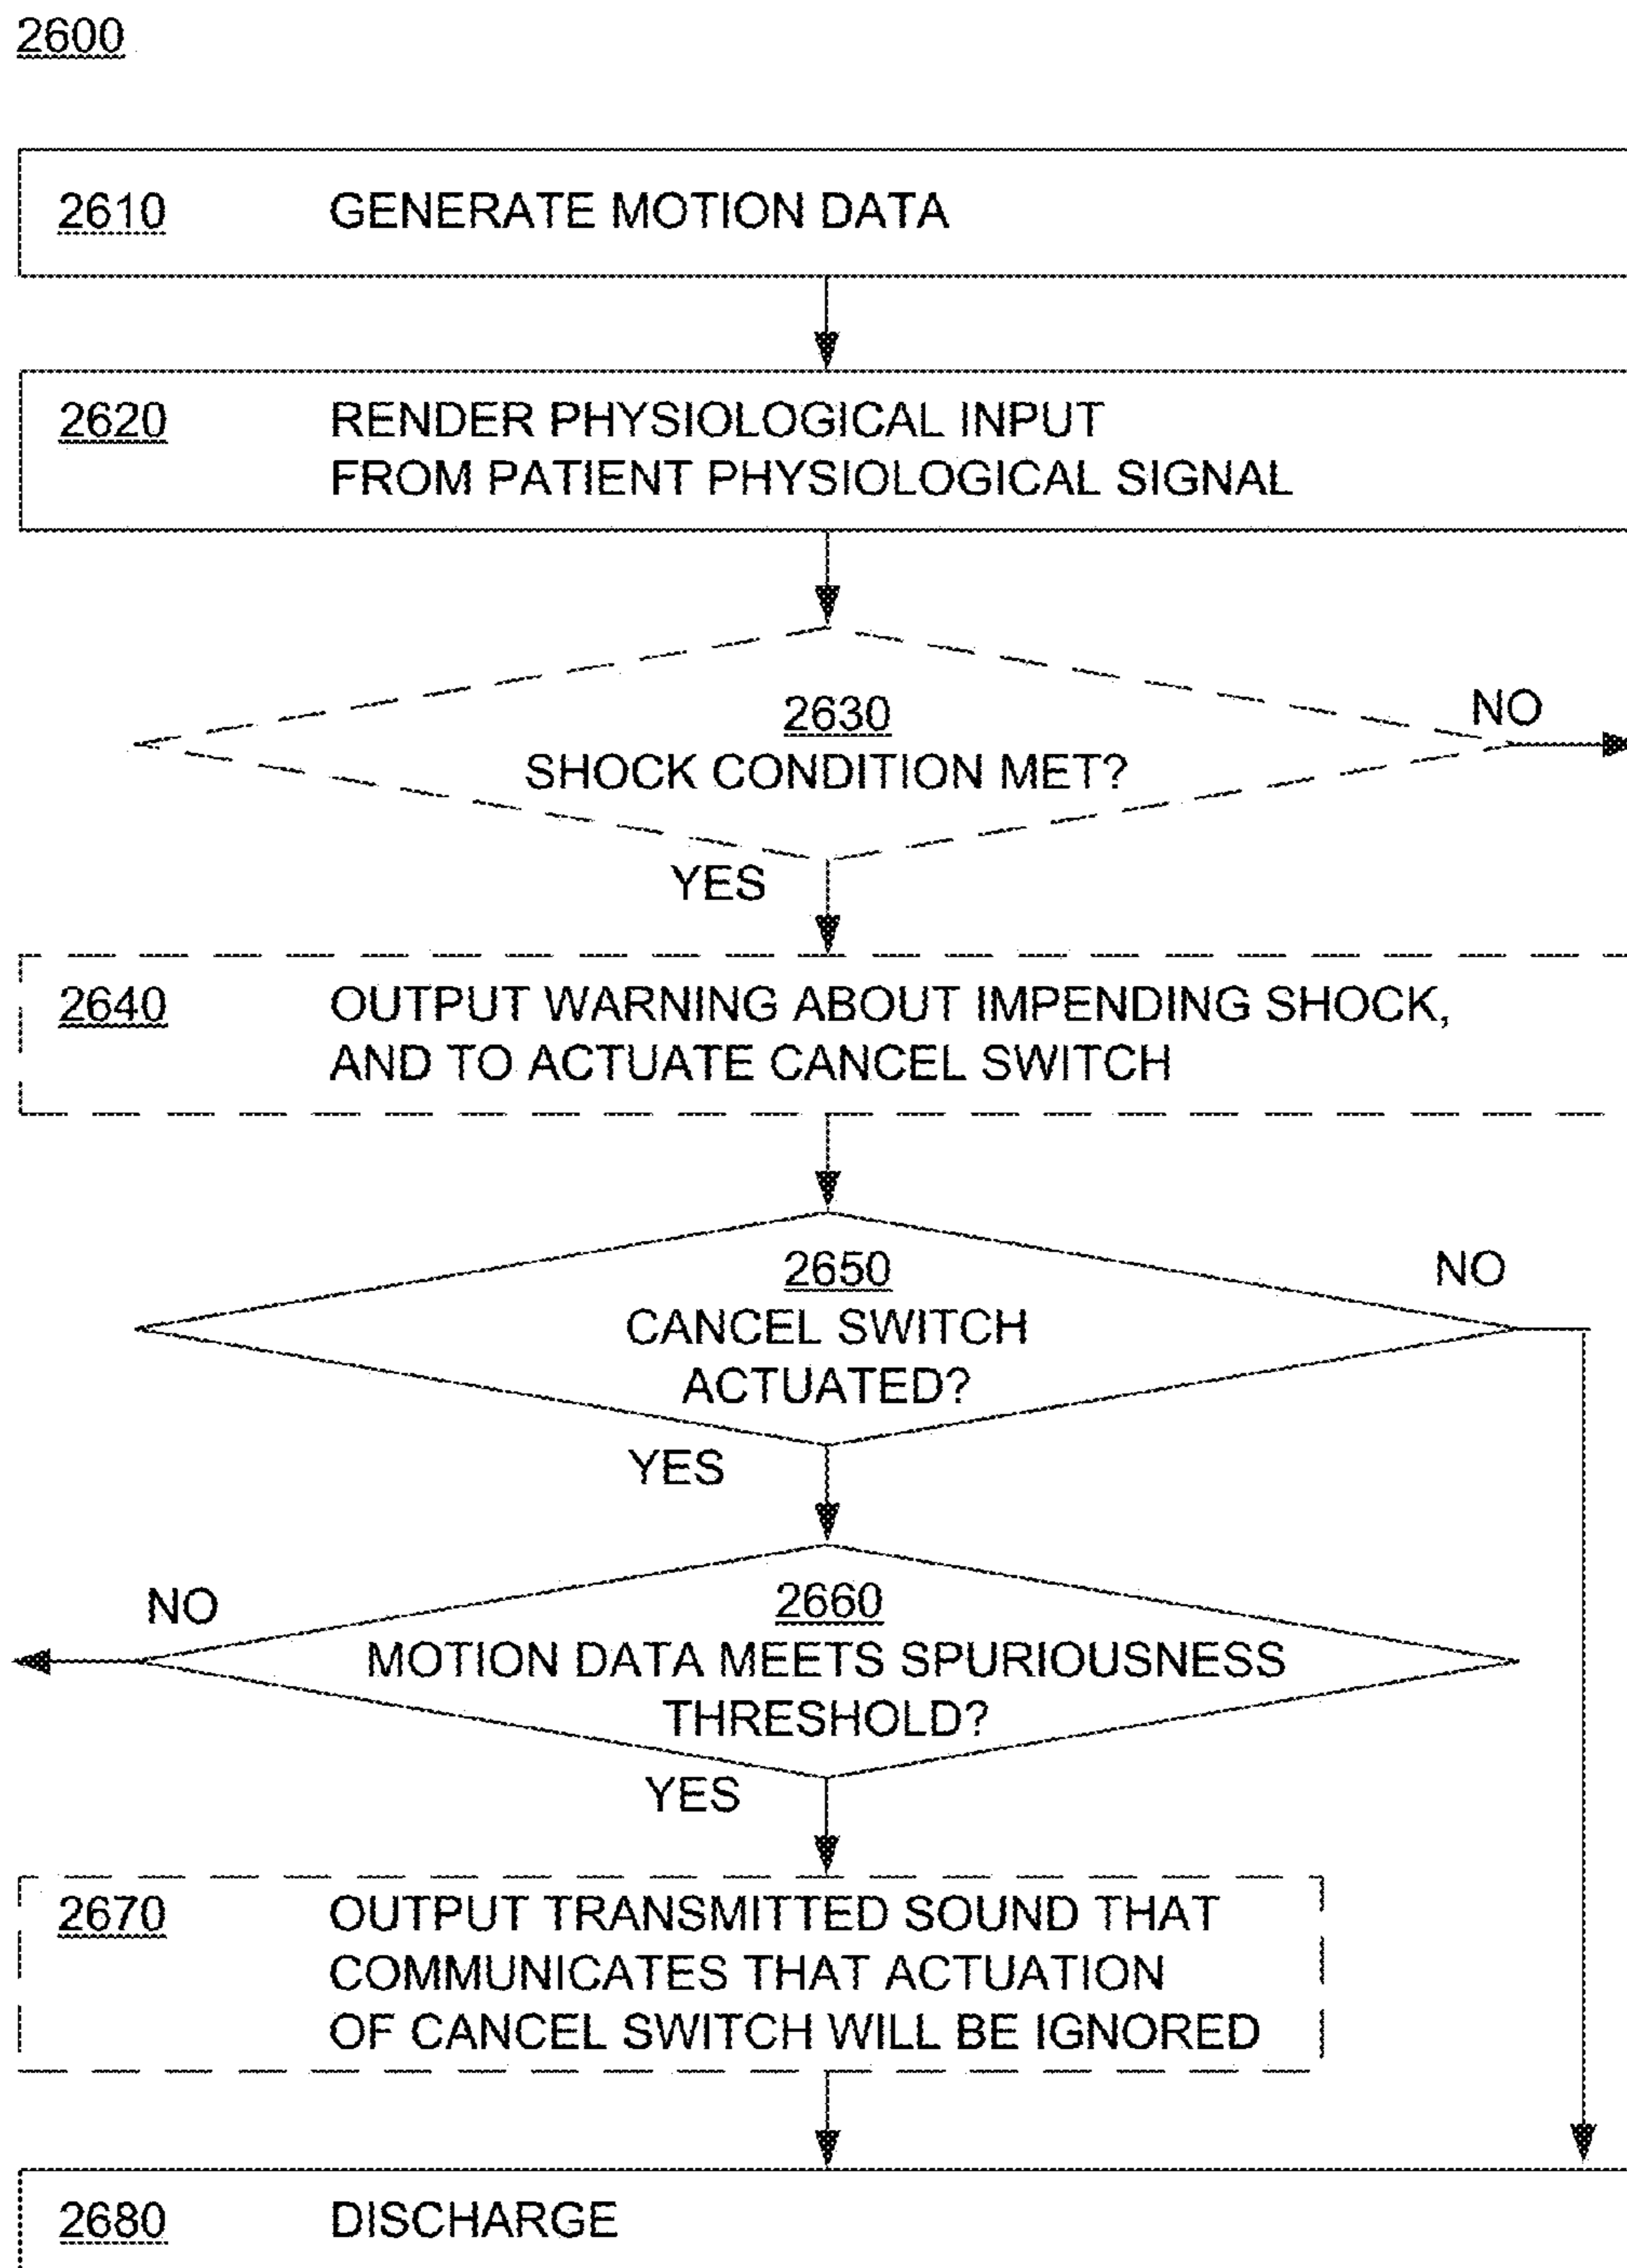 2600
2610 GENERATE MOTION DATA
2620 RENDER PHYSIOLOGICAL INPUT
FROM PATIENT PHYSIOLOGICAL SIGNAL
2630
NO
SHOCK CONDITION MET?
YES
2640 OUTPUT WARNING ABOUT IMPENDING SHOCK,
AND TO ACTUATE CANCEL SWITCH
2650
NO
CANCEL SWITCH
ACTUATED?
YES
2660
NO
MOTION DATA MEETS SPURIOUSNESS
THRESHOLD?
YES
2670 OUTPUT TRANSMITTED SOUND THAT
COMMUNICATES THAT ACTUATION
OF CANCEL SWITCH WILL BE IGNORED
2680 DISCHARGE